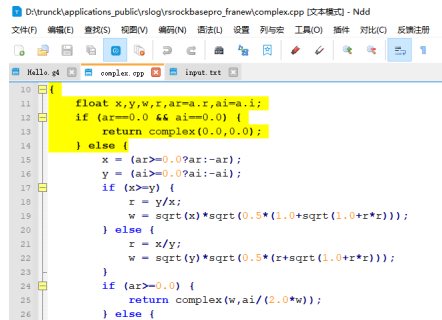 D:\trunck\applications_public\rslog\rsrockbasepro_franew\complex.cpp [文本模式] - Ndd
文件(F) 编辑(E) 查找(S) 视图(V) 编码(N) 语法(L) 设置 列与宏 工具(O) 插件 对比(C) 反馈注册
Hello.g4 complex.cpp input.txt
10 {
11 float x,y,w,r,ar=a.r,ai=a.i;
12 if (ar==0.0 && ai==0.0) {
13 return complex(0.0,0.0);
14 } else {
15 x = (ar>=0.0?ar:-ar);
16 y = (ai>=0.0?ai:-ai);
17 if (x>=y) {
18 r = y/x;
19 w = sqrt(x)*sqrt(0.5*(1.0+sqrt(1.0+r*r)));
20 } else {
21 r = x/y;
22 w = sqrt(y)*sqrt(0.5*(r+sqrt(1.0+r*r)));
23 }
24 if (ar>=0.0) {
25 return complex(w,ai/(2.0*w));
26 } else {